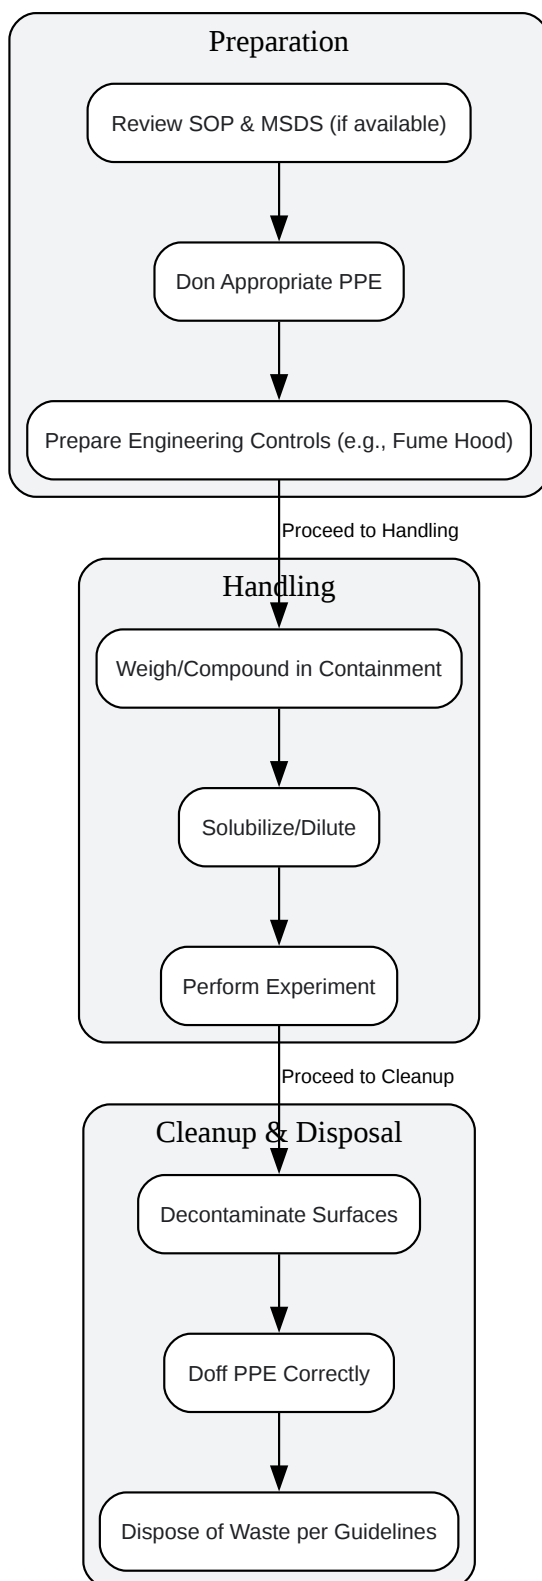 Preparation
Review SOP & MSDS (if available)
Don Appropriate PPE
Prepare Engineering Controls (e.g., Fume Hood)
Proceed to Handling
Handling
Weigh/Compound in Containment
Solubilize/Dilute
Perform Experiment
Proceed to Cleanup
Cleanup & Disposal
Decontaminate Surfaces
Doff PPE Correctly
Dispose of Waste per Guidelines